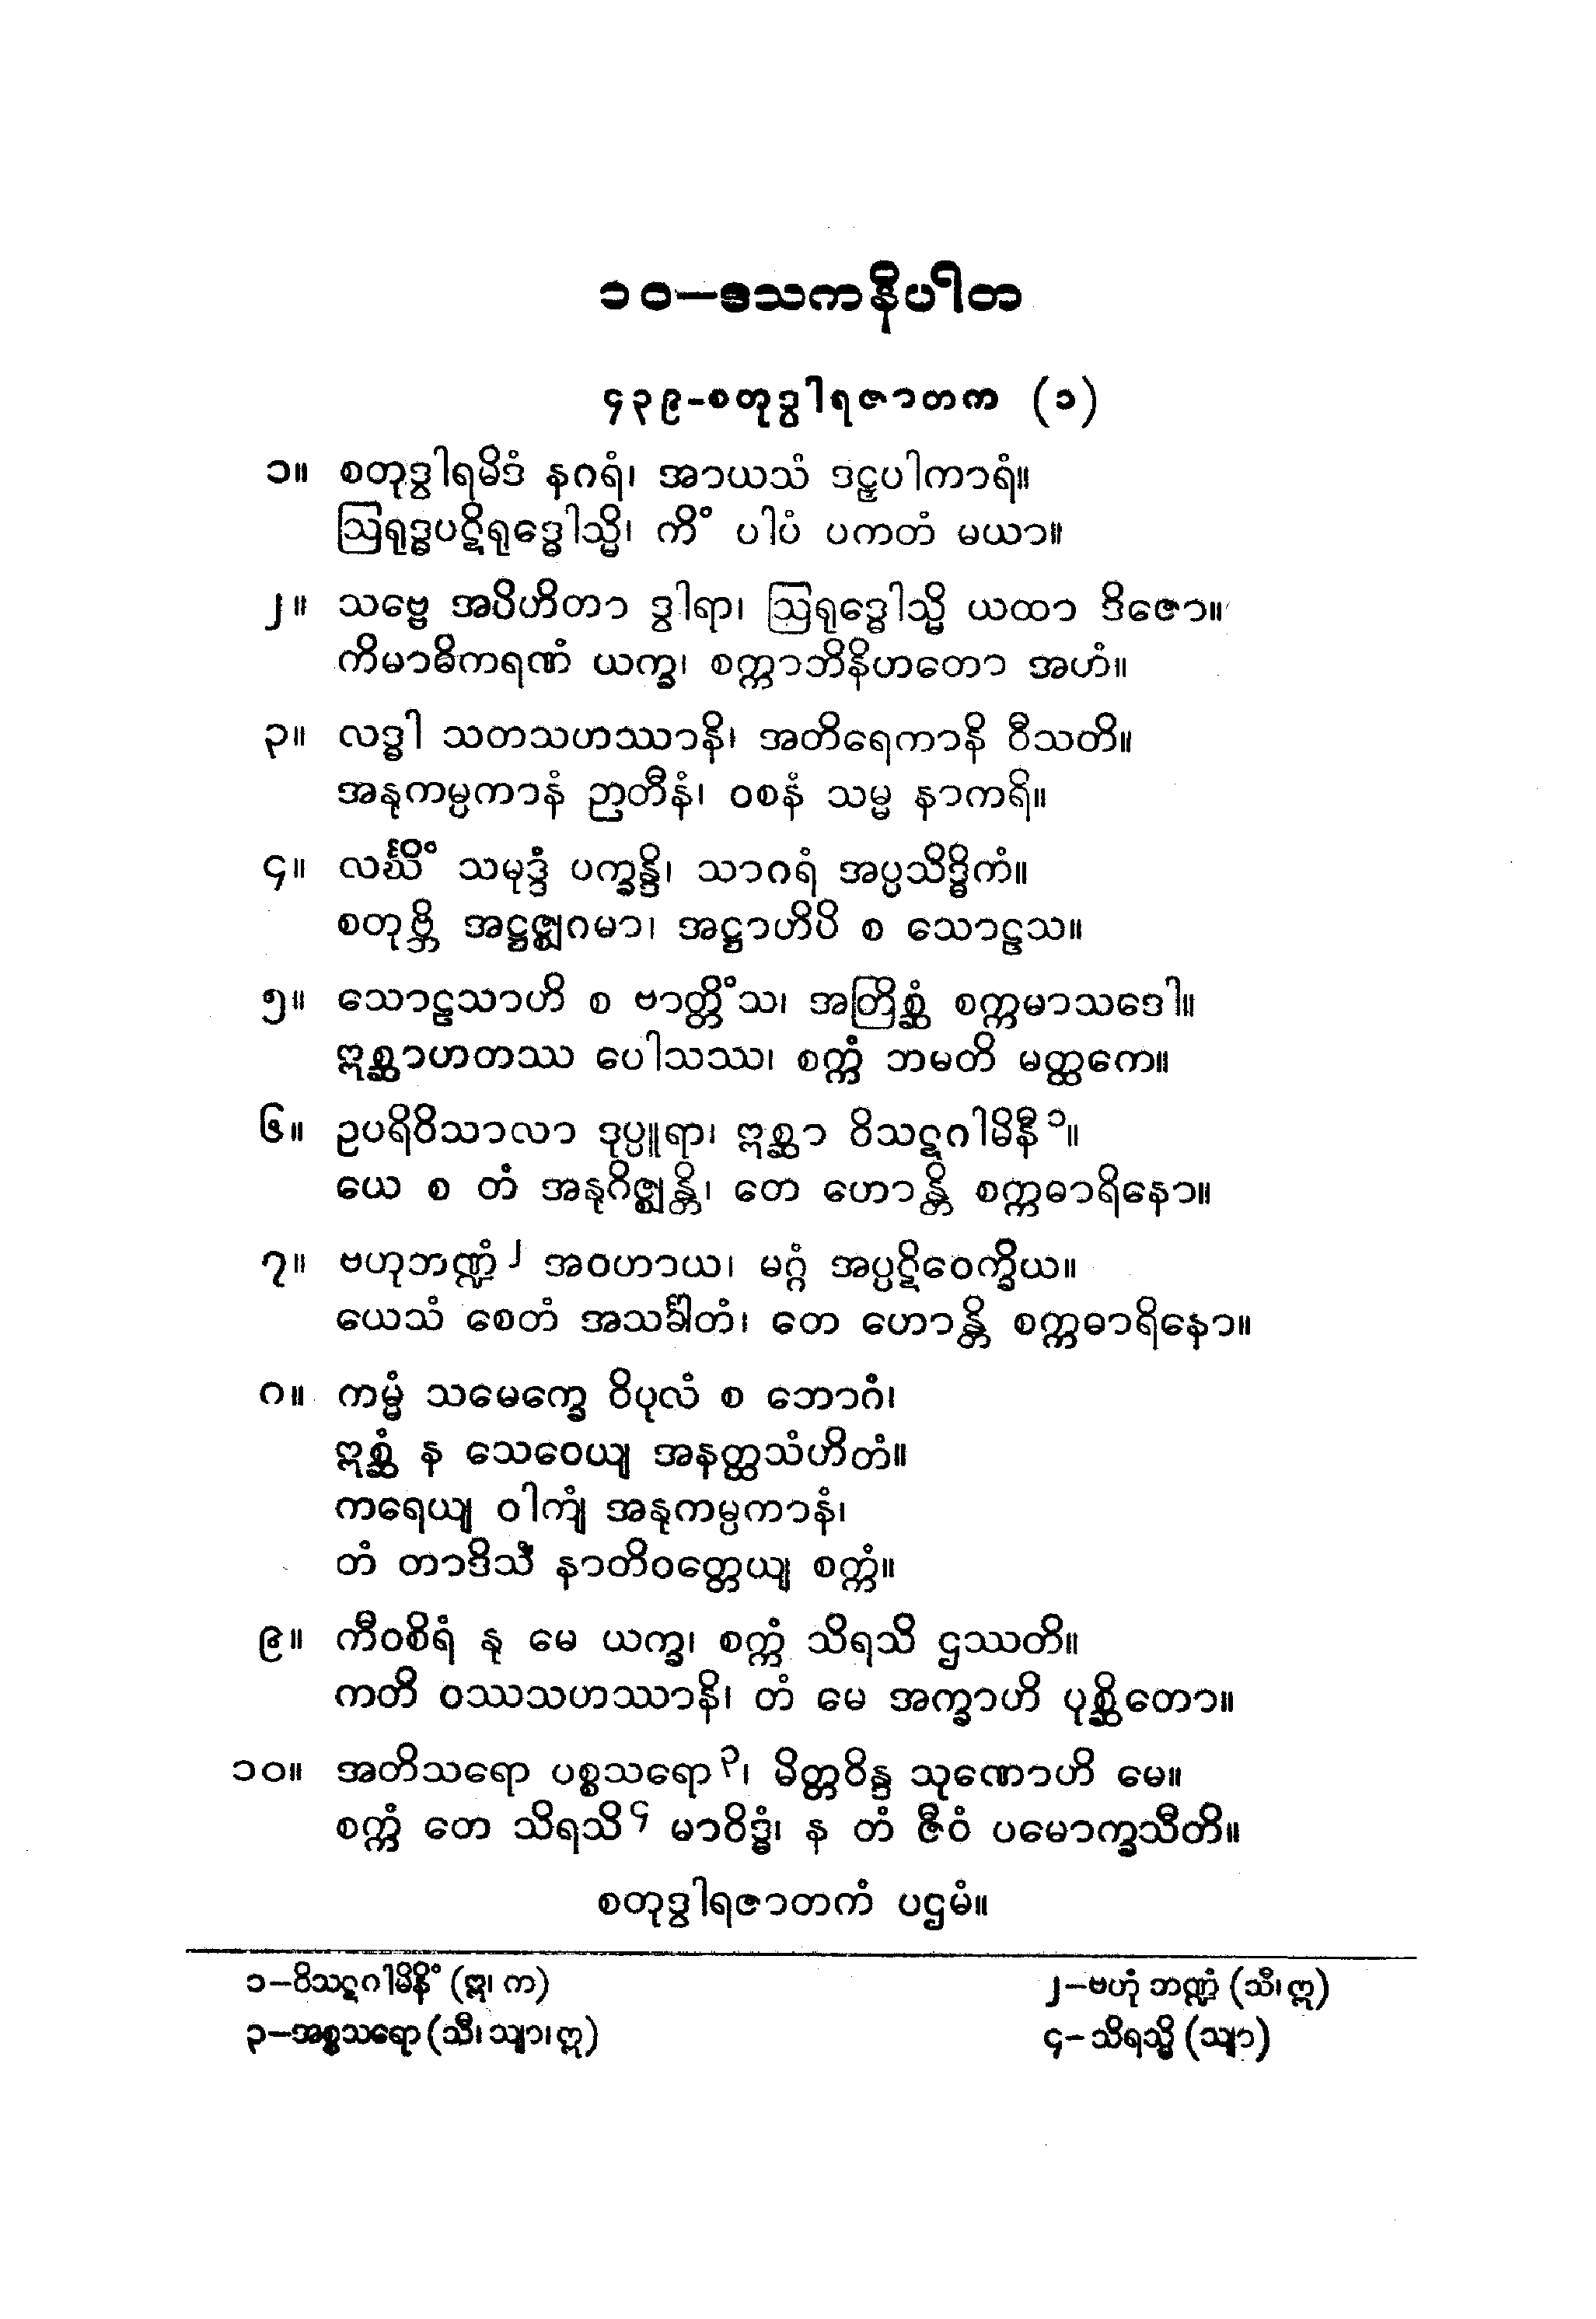 ၁၀–ဒသကနိပါတ
၄၃၉-စတုဒွါရဇာတက (၁)
၁။ စတုဒွါရမိဒံ နဂရံ၊ အာယသံ ဒဠှပါကာရံ။
ဩရုဒ္ဓပဋိရုဒ္ဓေါသ္မိ၊ ကိံ ပါပံ ပကတံ မယာ။
၂။ သဗ္ဗေ အပိဟိတာ ဒွါရာ၊ ဩရုဒ္ဓေါသ္မိ ယထာ ဒိဇော။
ကိမာဓိကရဏံ ယက္ခ၊ စက္ကာဘိနိဟတော အဟံ။
၃။ လဒ္ဓါ သတသဟဿာနိ၊ အတိရေကာနိ ဝီသတိ။
အနုကမ္ပကာနံ ဉာတီနံ၊ ဝစနံ သမ္မ နာကရိ။
၄။ လင်္ဃိံ သမုဒ္ဒံ ပက္ခန္ဒိ၊ သာဂရံ အပ္ပသိဒ္ဓိကံ။
စတုဗ္ဘိ အဋ္ဌဇ္ဈဂမာ၊ အဋ္ဌာဟိပိ စ သောဠသ။
၅။ သောဠသာဟိ စ ဗာတ္တိံသ၊ အတြိစ္ဆံ စက္ကမာသဒေါ။
ဣစ္ဆာဟတဿ ပေါသဿ၊ စက္ကံ ဘမတိ မတ္ထကေ။
၆။ ဥပရိဝိသာလာ ဒုပ္ပူရာ၊ ဣစ္ဆာ ဝိသဋဂါမိနီ ၁။
ယေ စ တံ အနုဂိဇ္ဈန္တိ၊ တေ ဟောန္တိ စက္ကဓာရိနော။
၇။ ဗဟုဘဏ္ဍံ ၂ အဝဟာယ၊ မဂ္ဂံ အပ္ပဋိဝေက္ခိယ။
ယေသံ စေတံ အသင်္ခါတံ၊ တေ ဟောန္တိ စက္ကဓာရိနော။
၈။ ကမ္မံ သမေက္ခေ ဝိပုလံ စ ဘောဂံ၊
ဣစ္ဆံ န သေဝေယျ အနတ္ထသံဟိတံ။
ကရေယျ ဝါကျံ အနုကမ္ပကာနံ၊
တံ တာဒိသံ နာတိဝတ္တေယျ စက္ကံ။
၉။ ကီဝစိရံ နု မေ ယက္ခ၊ စက္ကံ သိရသိ ဌဿတိ။
ကတိ ဝဿသဟဿာနိ၊ တံ မေ အက္ခာဟိ ပုစ္ဆိတော။
၁၀။ အတိသရော ပစ္စသရော ၃၊ မိတ္တဝိန္ဒ သုဏောဟိ မေ။
စက္ကံ တေ သိရသိ ၄ မာဝိဒ္ဓံ၊ န တံ ဇီဝံ ပမောက္ခသီတိ။
စတုဒွါရဇာတကံ ပဌမံ။
၁–ဝိသဋဂါမိနိံ (ဣ၊ က) ၂–ဗဟုံ ဘဏ္ဍံ (သီ၊ ဣ)
၃–အစ္စသရော (သီ၊ သျာ၊ ဣ) ၄–သိရသ္မိ (သျာ)